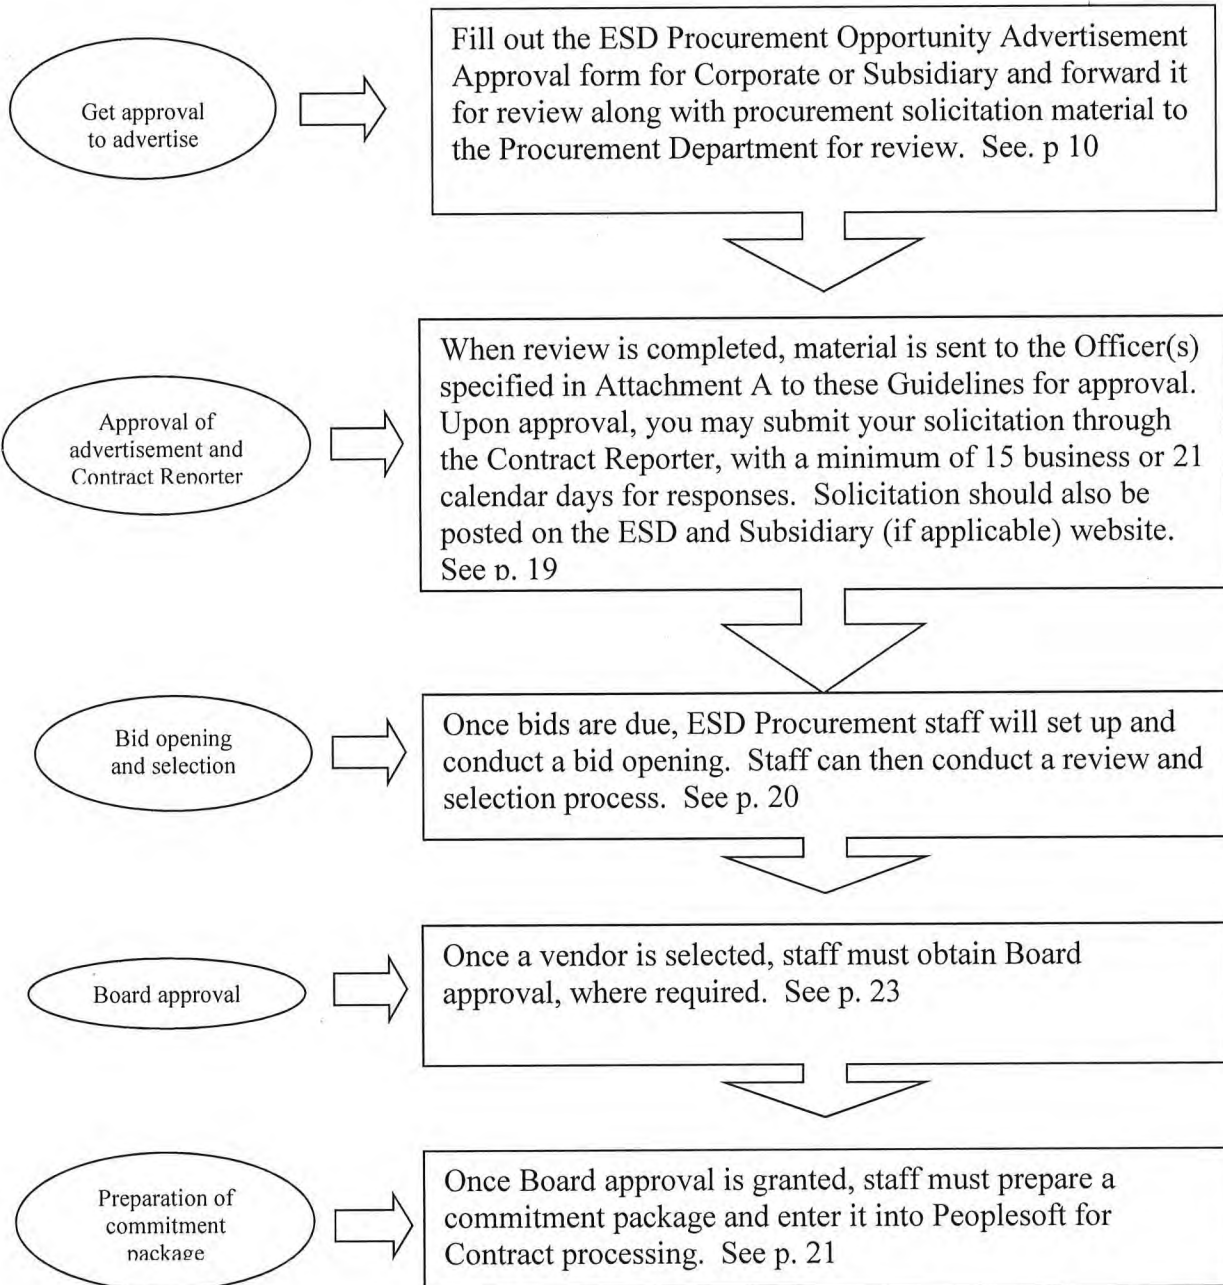 Get approval
to advertise
Fill out the ESD Procurement Opportunity Advertisement
Approval form for Corporate or Subsidiary and forward it
for review along with procurement solicitation material to
the Procurement Department for review.  See. p 10
Approval of
advertisement and
Contract Reporter
When review is completed, material is sent to the Officer(s)
specified in Attachment A to these Guidelines for approval.
Upon approval, you may submit your solicitation through
the Contract Reporter, with a minimum of 15 business or 21
calendar days for responses.  Solicitation should also be
posted on the ESD and Subsidiary (if applicable) website.
See p. 19
Bid opening
and selection
Once bids are due, ESD Procurement staff will set up and
conduct a bid opening.  Staff can then conduct a review and
selection process.  See p. 20
Board approval
Once a vendor is selected, staff must obtain Board
approval, where required.  See p. 23
Preparation of
commitment
package
Once Board approval is granted, staff must prepare a
commitment package and enter it into Peoplesoft for
Contract processing.  See p. 21